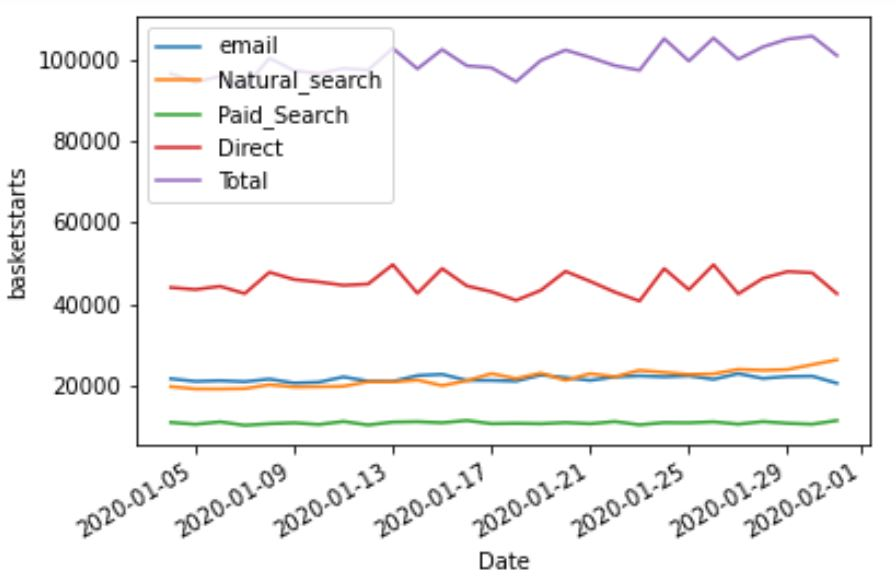 100000
80000
60000
40000
20000
basketstarts
email
Natural_search
Paid_Search
Direct
Total
2020-01-05
2020-01-09
2020-01-13
2020-01-17
2020-01-21
2020-01-25
2020-01-29
2020-02-01
Date